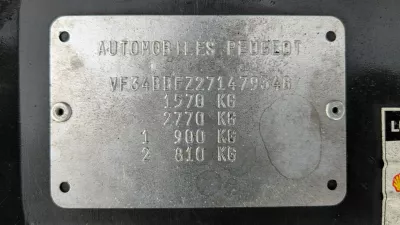 AUTOMOBILES PEUGEOT
1570 KG
2770 KG
1 900 KG
2 810 KG